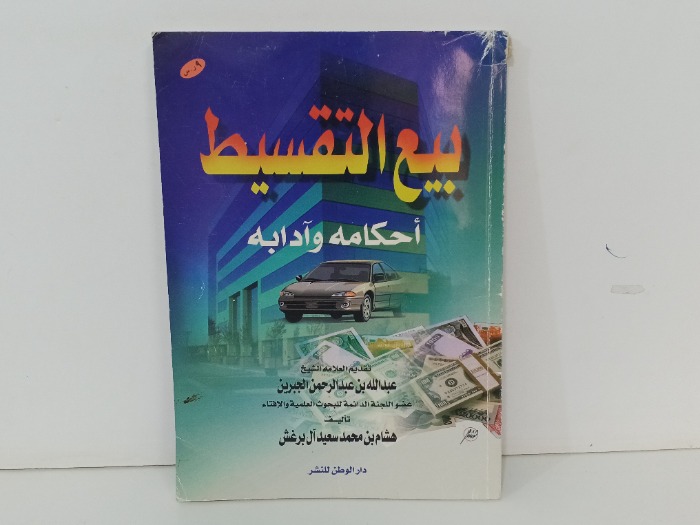 بيع التقسيط
أحكامه وآدابه
تقديم العلامة الشيخ
عبدالله بن عبدالرحمن الجبرين
عضو اللجنة الدائمة للبحوث العلمية والإفتاء
تأليف
هشام بن محمد سعيد آل برغش
دار الوطن للنشر